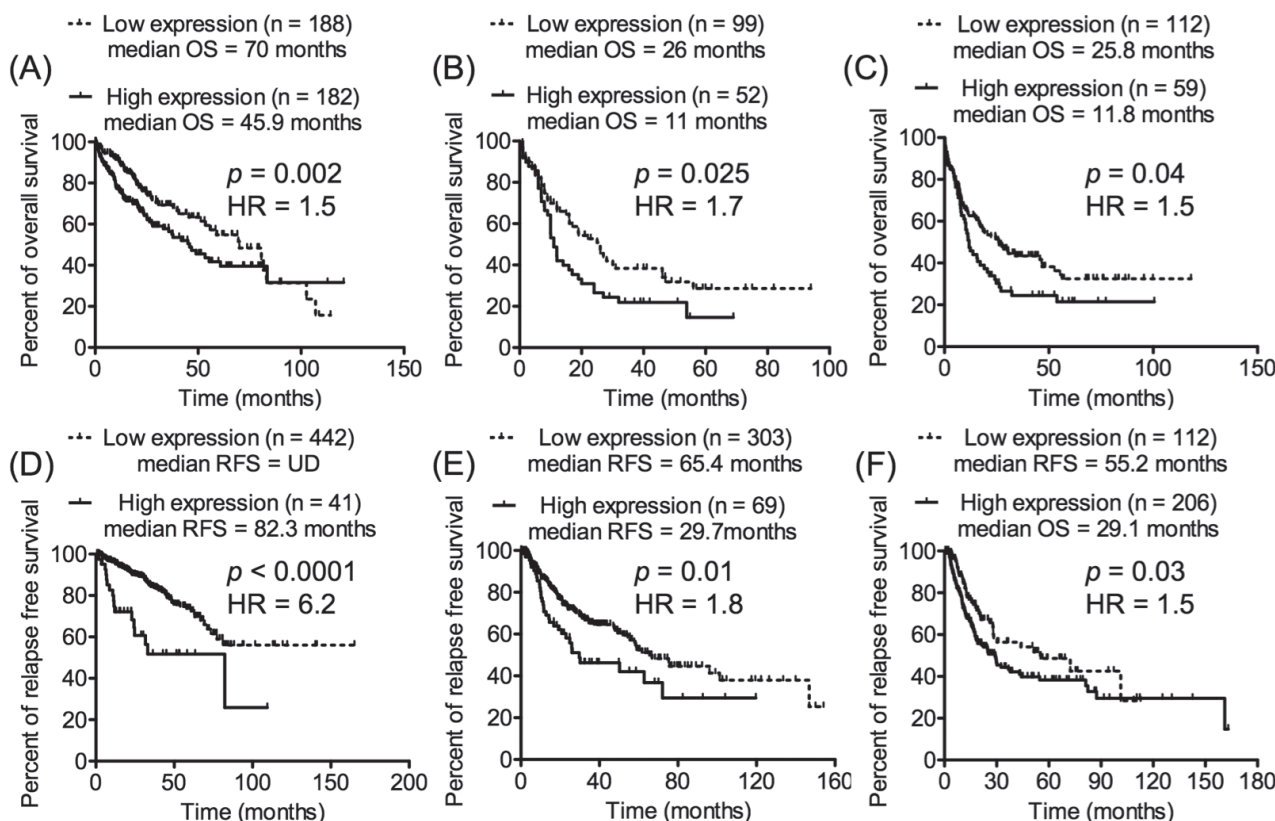 (A)
Low expression (n = 188)
median OS = 70 months
High expression (n = 182)
median OS = 45.9 months
p = 0.002
HR = 1.5
Percent of overall survival
100
80
60
40
20
0
0 50 100 150
Time (months)
(B)
Low expression (n = 99)
median OS = 26 months
High expression (n = 52)
median OS = 11 months
p = 0.025
HR = 1.7
Percent of overall survival
100
80
60
40
20
0
0 20 40 60 80 100
Time (months)
(C)
Low expression (n = 112)
median OS = 25.8 months
High expression (n = 59)
median OS = 11.8 months
p = 0.04
HR = 1.5
Percent of overall survival
100
80
60
40
20
0
0 50 100 150
Time (months)
(D)
Low expression (n = 442)
median RFS = UD
High expression (n = 41)
median RFS = 82.3 months
p < 0.0001
HR = 6.2
Percent of relapse free survival
100
80
60
40
20
0
0 50 100 150 200
Time (months)
(E)
Low expression (n = 303)
median RFS = 65.4 months
High expression (n = 69)
median RFS = 29.7months
p = 0.01
HR = 1.8
Percent of relapse free survival
100
80
60
40
20
0
0 40 80 120 160
Time (months)
(F)
Low expression (n = 112)
median RFS = 55.2 months
High expression (n = 206)
median OS = 29.1 months
p = 0.03
HR = 1.5
Percent of relapse free survival
100
80
60
40
20
0
0 30 60 90 120 150 180
Time (months)